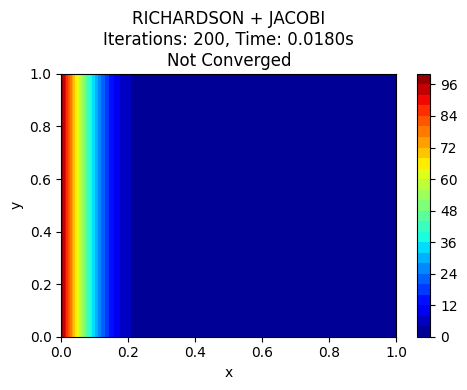 RICHARDSON + JACOBI
Iterations: 200, Time: 0.0180s
Not Converged
1.0
0.8
0.6
0.4
0.2
0.0
y
0.0 0.2 0.4 0.6 0.8 1.0
x
96
84
72
60
48
36
24
12
0